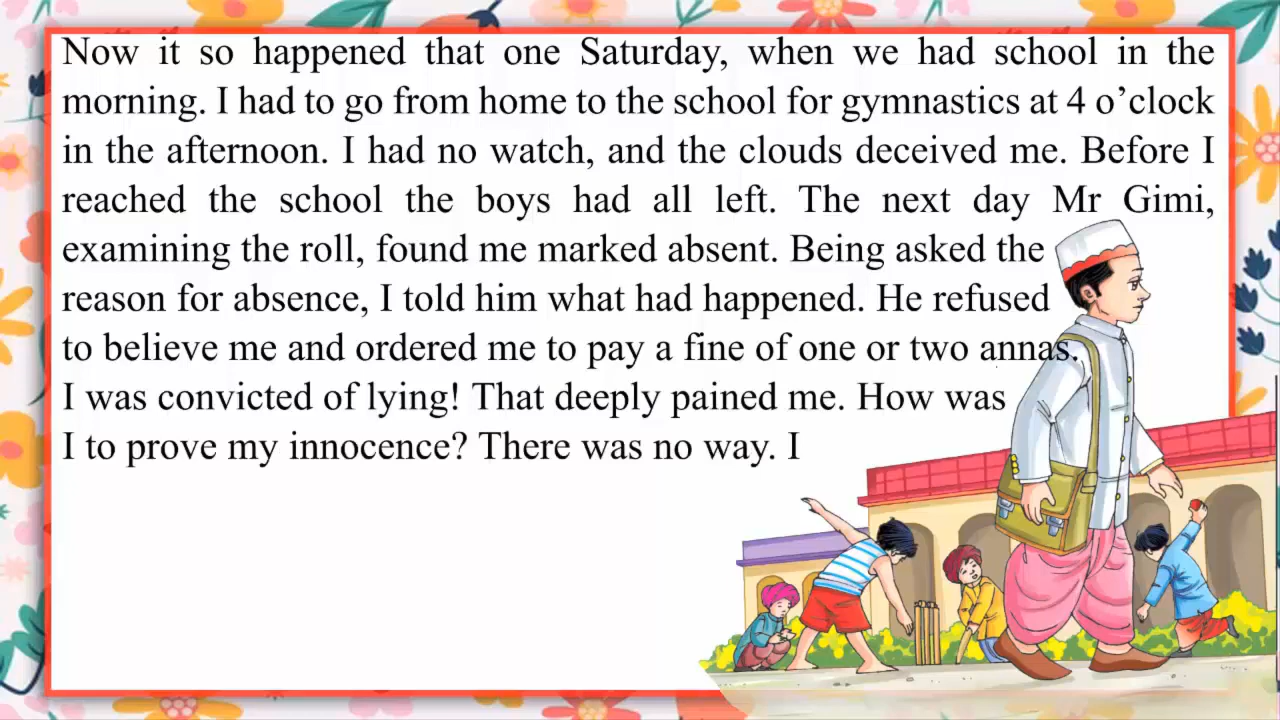 Now it so happened that one Saturday, when we had school in the
morning. I had to go from home to the school for gymnastics at 4 o’clock
in the afternoon. I had no watch, and the clouds deceived me. Before I
reached the school the boys had all left. The next day Mr Gimi,
examining the roll, found me marked absent. Being asked the
reason for absence, I told him what had happened. He refused
to believe me and ordered me to pay a fine of one or two annas.
I was convicted of lying! That deeply pained me. How was
I to prove my innocence? There was no way. I